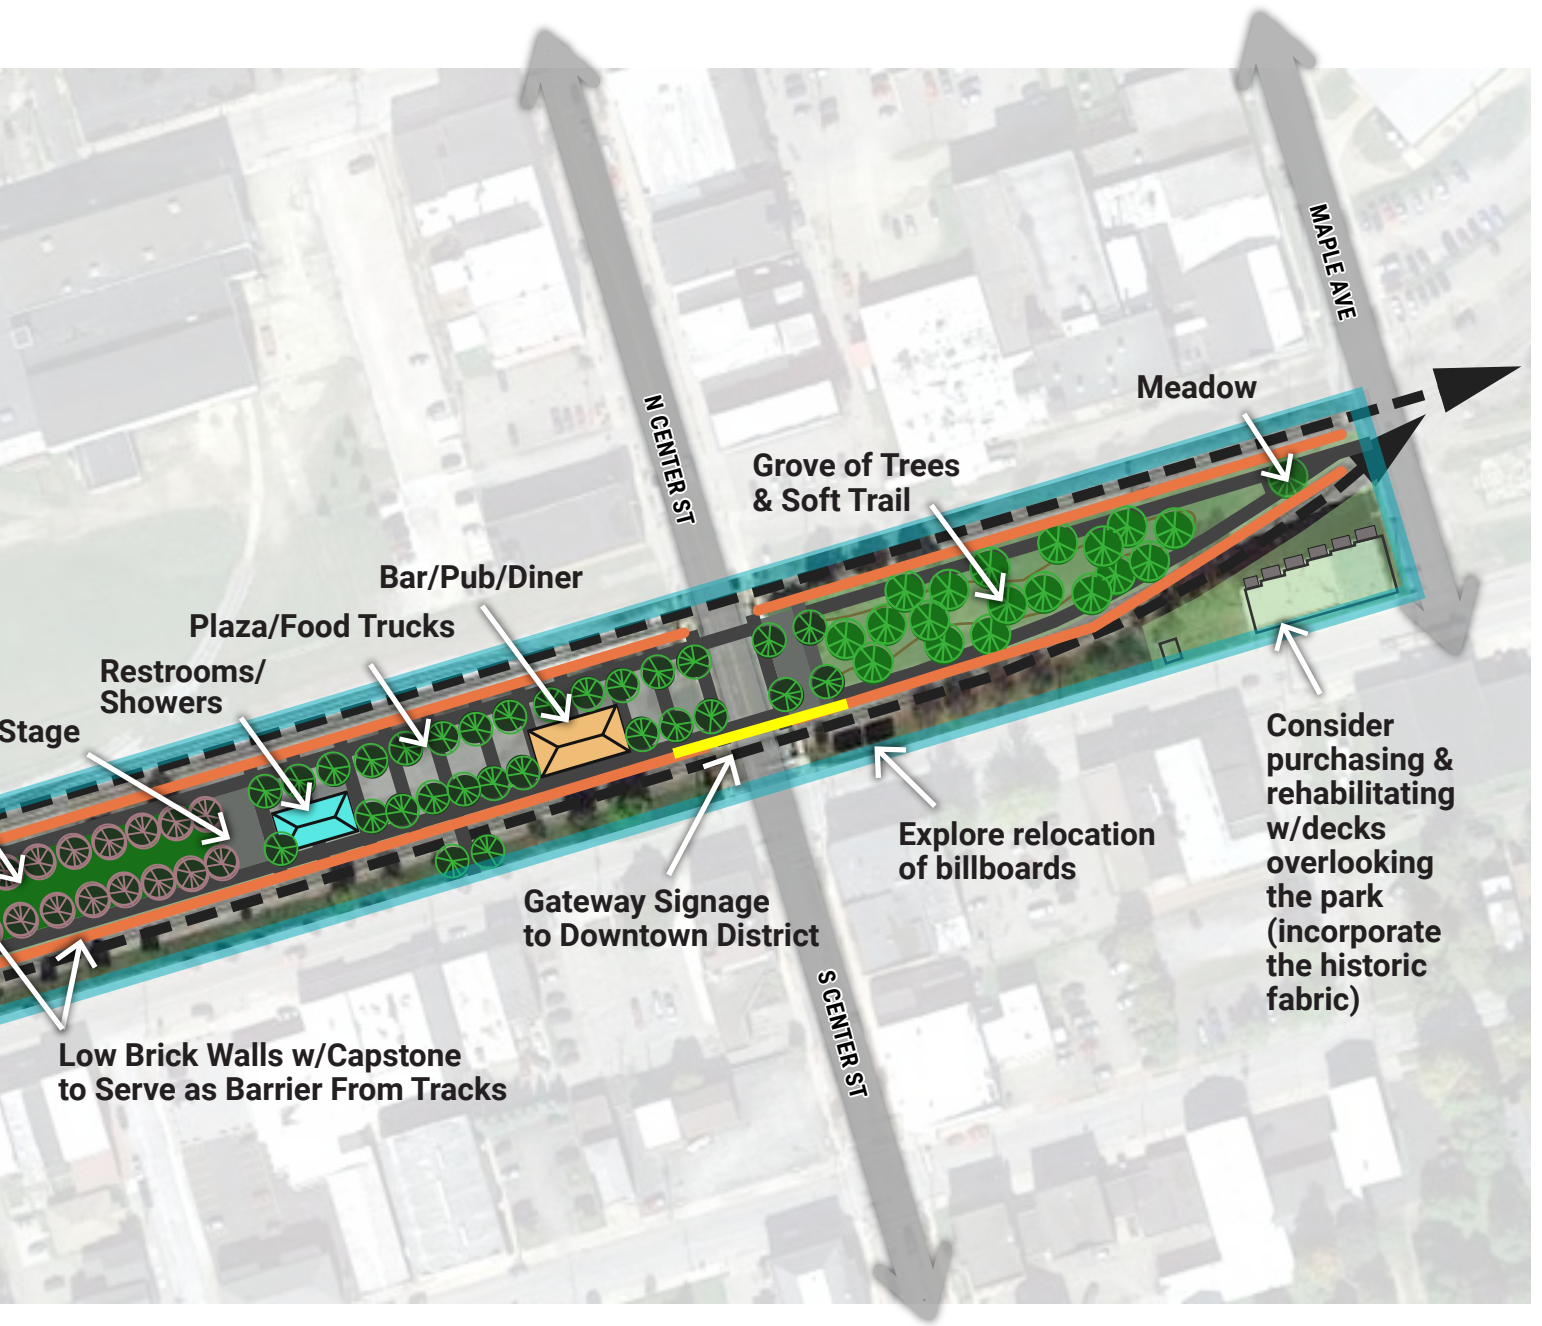 MAPLE AVE
Meadow
N CENTER ST
Grove of Trees
& Soft Trail
Bar/Pub/Diner
Plaza/Food Trucks
Restrooms/
Showers
Stage
Consider
purchasing &
rehabilitating
w/decks
overlooking
the park
(incorporate
the historic
fabric)
Explore relocation
of billboards
Gateway Signage
to Downtown District
S CENTER ST
Low Brick Walls w/Capstone
to Serve as Barrier From Tracks